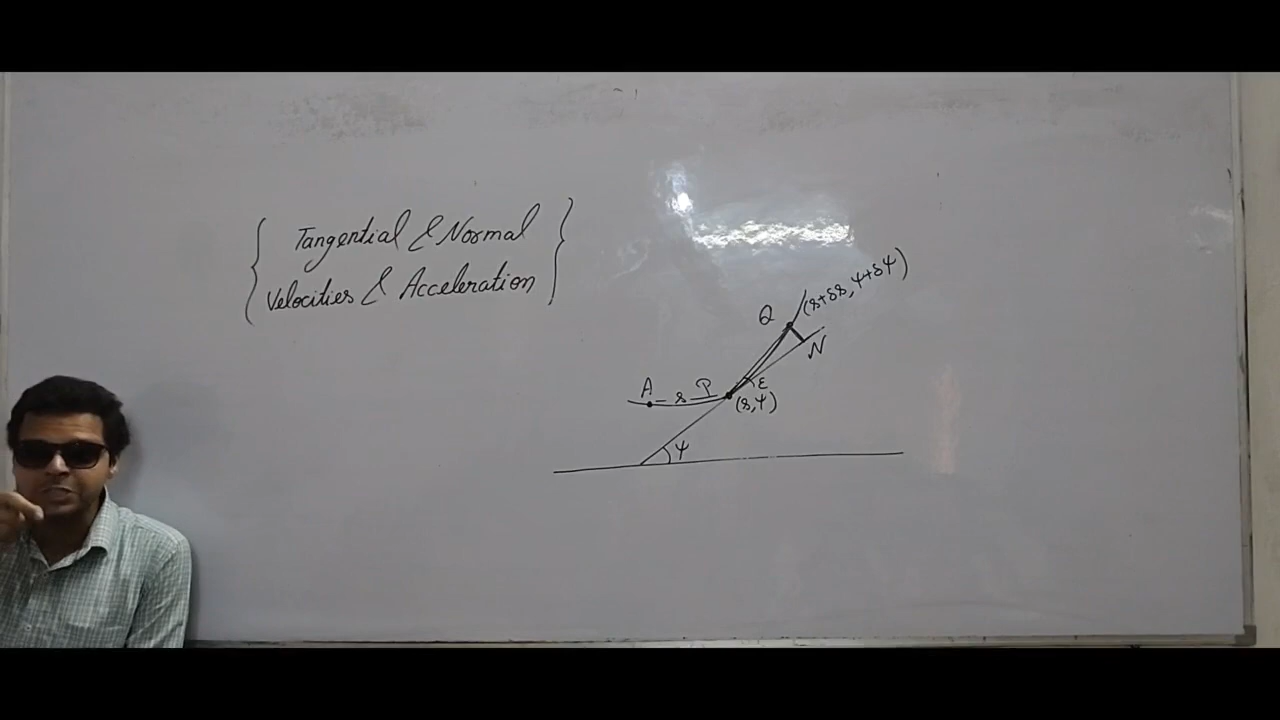 { Tangential & Normal
Velocities & Acceleration }
Q (s+δs, ψ+δψ)
N
A - s - P
ε
(s, ψ)
ψ